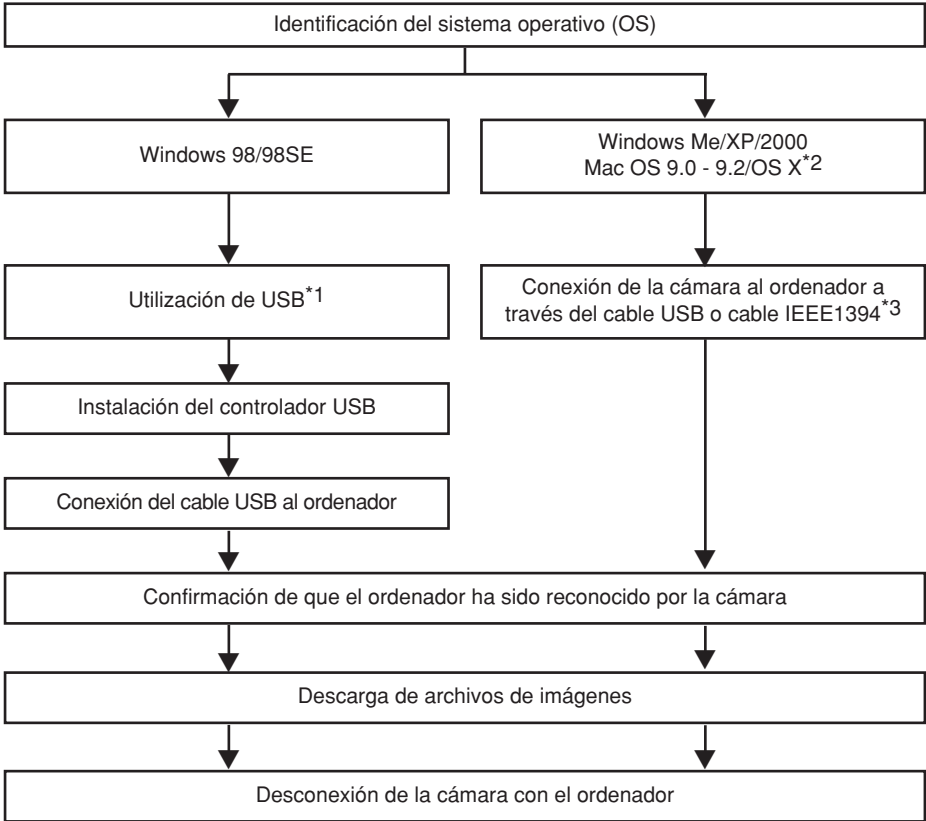 Identificación del sistema operativo (OS)
Windows 98/98SE
Windows Me/XP/2000
Mac OS 9.0 - 9.2/OS X*2
Utilización de USB*1
Conexión de la cámara al ordenador a
través del cable USB o cable IEEE1394*3
Instalación del controlador USB
Conexión del cable USB al ordenador
Confirmación de que el ordenador ha sido reconocido por la cámara
Descarga de archivos de imágenes
Desconexión de la cámara con el ordenador